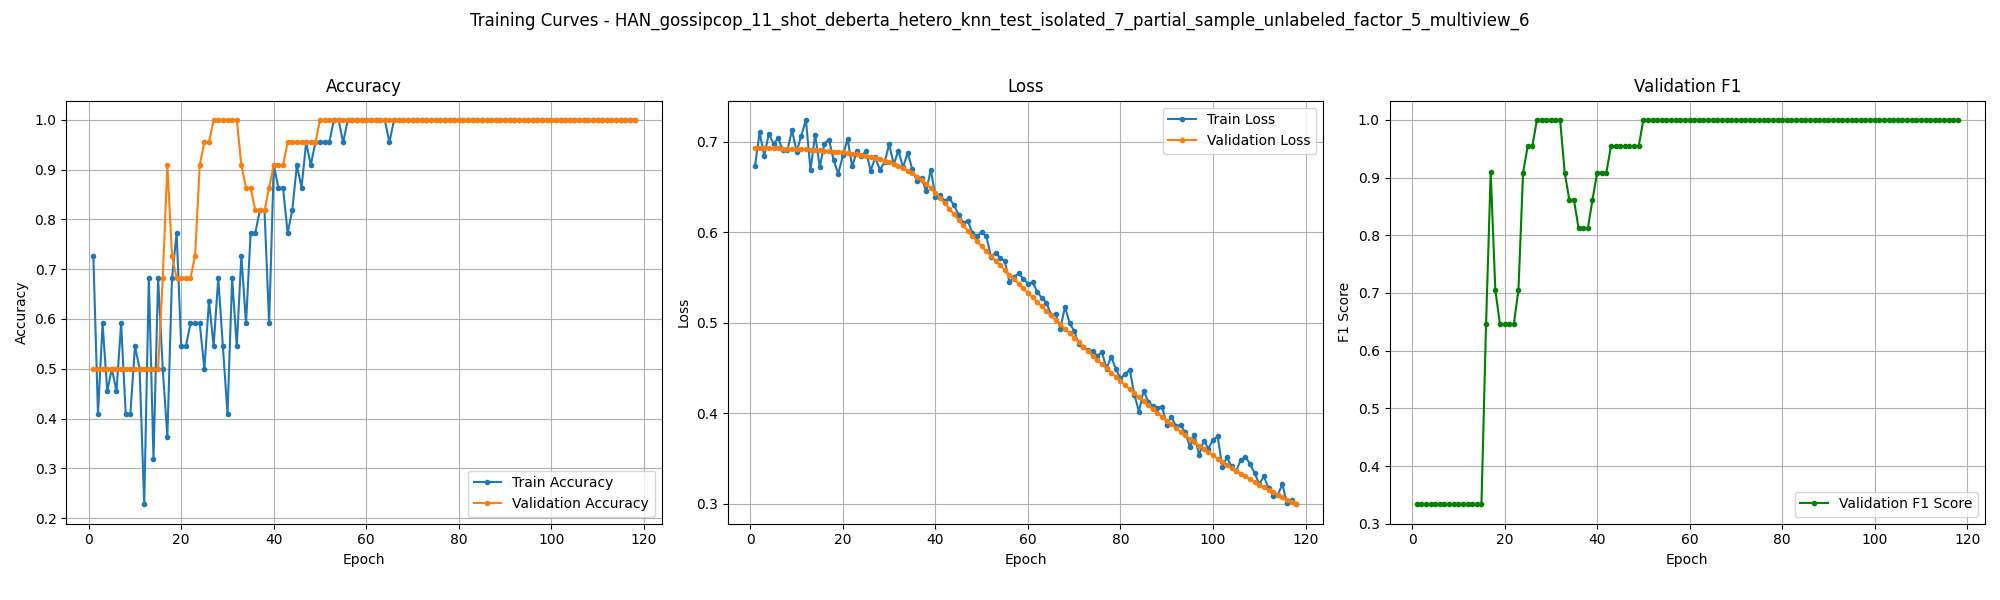 Training Curves - HAN_gossipcop_11_shot_deberta_hetero_knn_test_isolated_7_partial_sample_unlabeled_factor_5_multiview_6
Accuracy
1.0
0.9
0.8
0.7
0.6
0.5
0.4
0.3
0.2
Accuracy
0 20 40 60 80 100 120
Epoch
Train Accuracy
Validation Accuracy
Loss
0.7
0.6
0.5
0.4
0.3
Loss
0 20 40 60 80 100 120
Epoch
Train Loss
Validation Loss
Validation F1
1.0
0.9
0.8
0.7
0.6
0.5
0.4
0.3
F1 Score
0 20 40 60 80 100 120
Epoch
Validation F1 Score